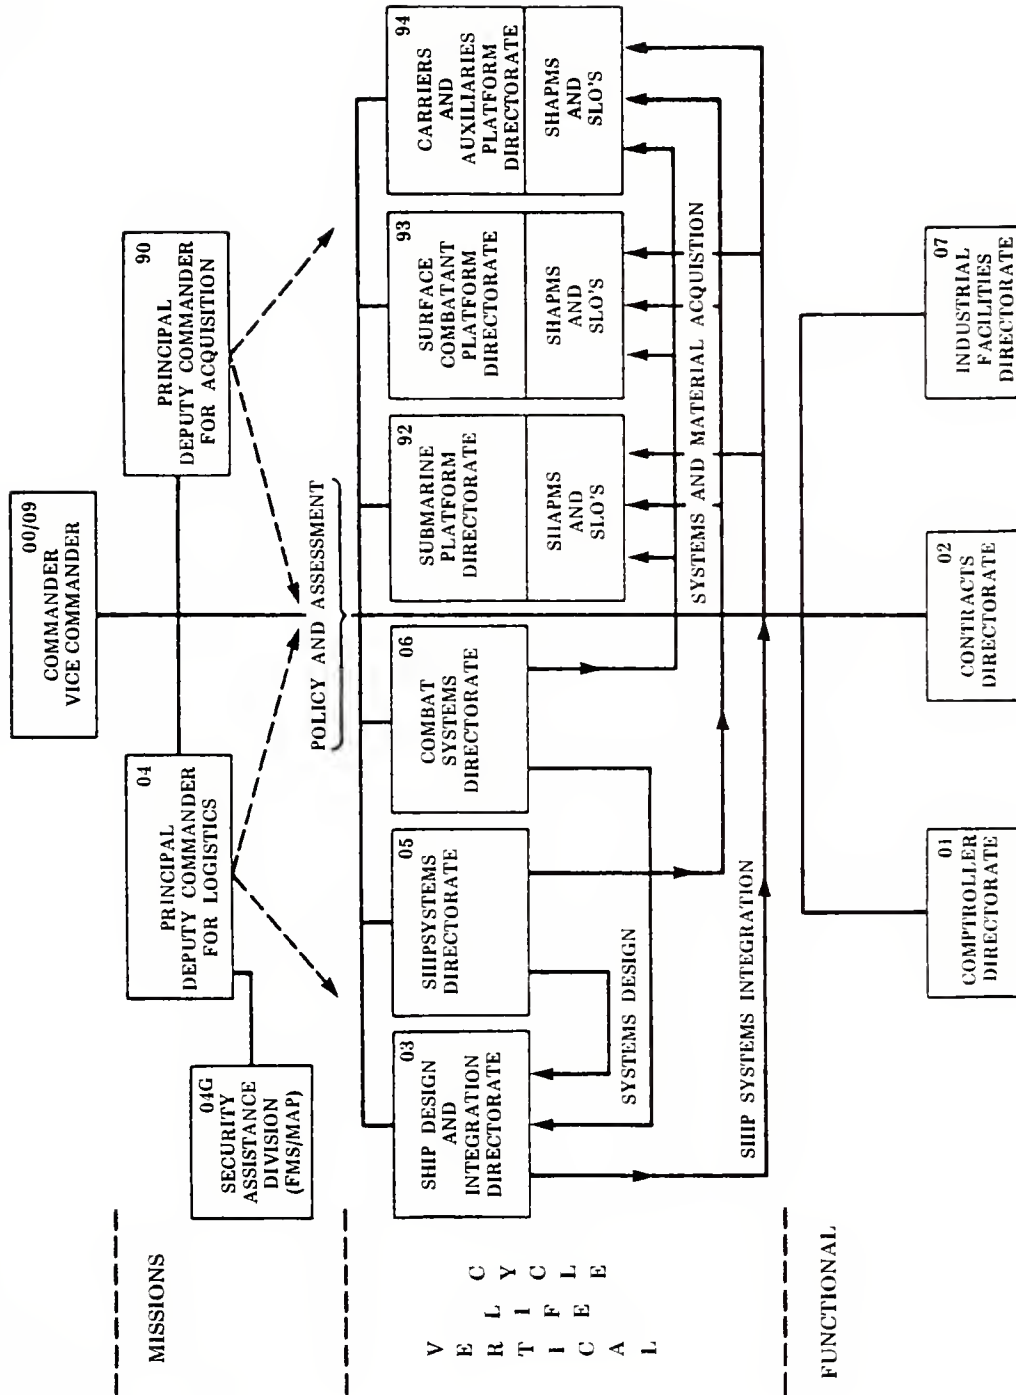 00/09
COMMANDER
VICE COMMANDER
04
PRINCIPAL
DEPUTY COMMANDER
FOR LOGISTICS
90
PRINCIPAL
DEPUTY COMMANDER
FOR ACQUISITION
MISSIONS
04G
SECURITY
ASSISTANCE
DIVISION
(FMS/MAP)
POLICY AND ASSESSMENT
VERTICAL
LIFE
CYCLE
03
SHIP DESIGN
AND
INTEGRATION
DIRECTORATE
05
SHIPSYSTEMS
DIRECTORATE
06
COMBAT
SYSTEMS
DIRECTORATE
92
SUBMARINE
PLATFORM
DIRECTORATE
SHAPMS
AND
SLO'S
93
SURFACE
COMBATANT
PLATFORM
DIRECTORATE
SHAPMS
AND
SLO'S
94
CARRIERS
AND
AUXILIARIES
PLATFORM
DIRECTORATE
SHAPMS
AND
SLO'S
SYSTEMS DESIGN
SYSTEMS AND MATERIAL ACQUISTION
SHIP SYSTEMS INTEGRATION
FUNCTIONAL
01
COMPTROLLER
DIRECTORATE
02
CONTRACTS
DIRECTORATE
07
INDUSTRIAL
FACILITIES
DIRECTORATE